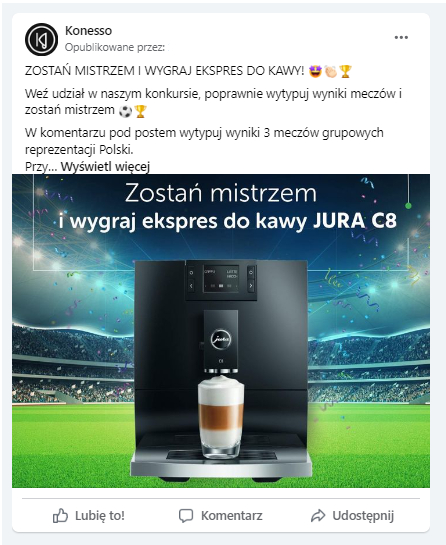 Konesso
Opublikowane przez:
ZOSTAŃ MISTRZEM I WYGRAJ EKSPRES DO KAWY! 🤩👏🏻🏆
Weź udział w naszym konkursie, poprawnie wytypuj wyniki meczów i
zostań mistrzem ⚽🏆
W komentarzu pod postem wytypuj wyniki 3 meczów grupowych
reprezentacji Polski.
Przy... Wyświetl więcej
Zostań mistrzem
i wygraj ekspres do kawy JURA C8
jura
Lubię to!
Komentarz
Udostępnij